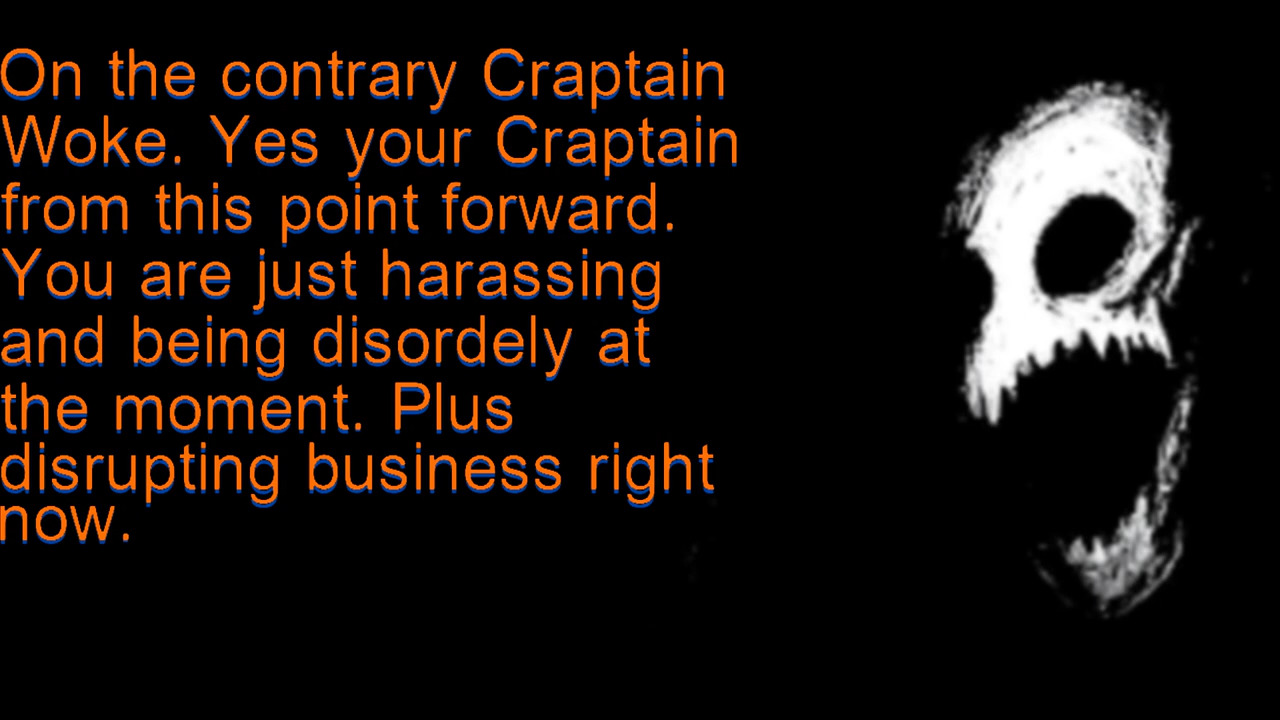 On the contrary Craptain
Woke. Yes your Craptain
from this point forward.
You are just harassing
and being disordely at
the moment. Plus
disrupting business right
now.